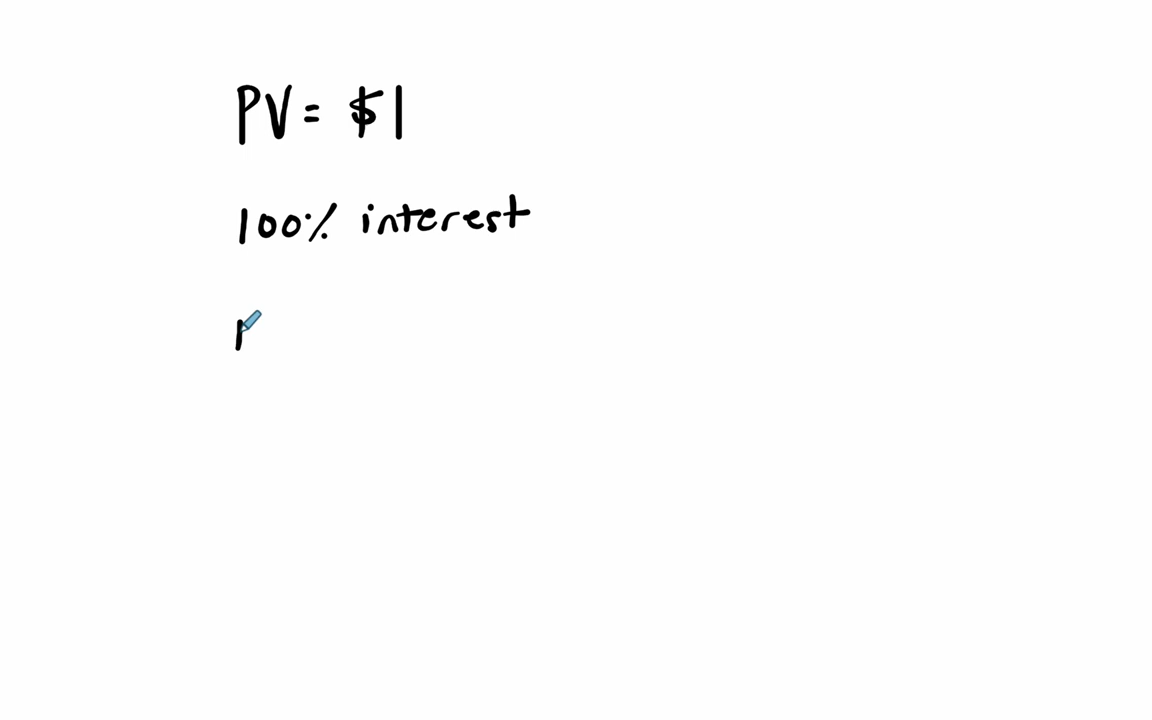 PV = $1
100% interest